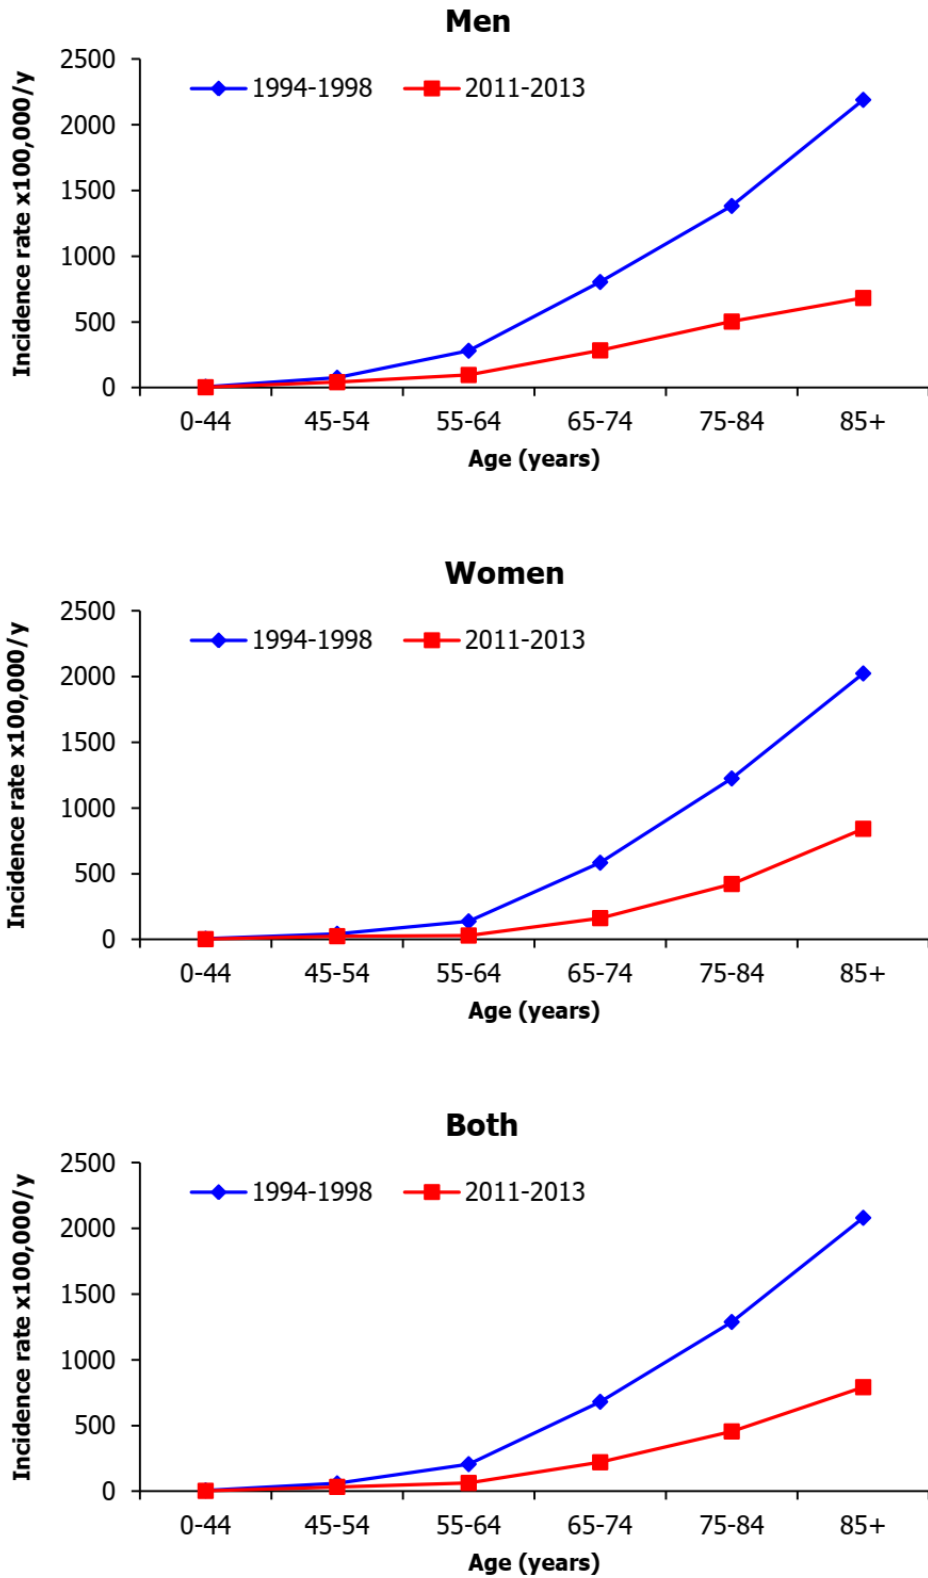 Men
Incidence rate x100,000/y
2500
2000
1500
1000
500
0
1994-1998 2011-2013
0-44 45-54 55-64 65-74 75-84 85+
Age (years)
Women
Incidence rate x100,000/y
2500
2000
1500
1000
500
0
1994-1998 2011-2013
0-44 45-54 55-64 65-74 75-84 85+
Age (years)
Both
Incidence rate x100,000/y
2500
2000
1500
1000
500
0
1994-1998 2011-2013
0-44 45-54 55-64 65-74 75-84 85+
Age (years)